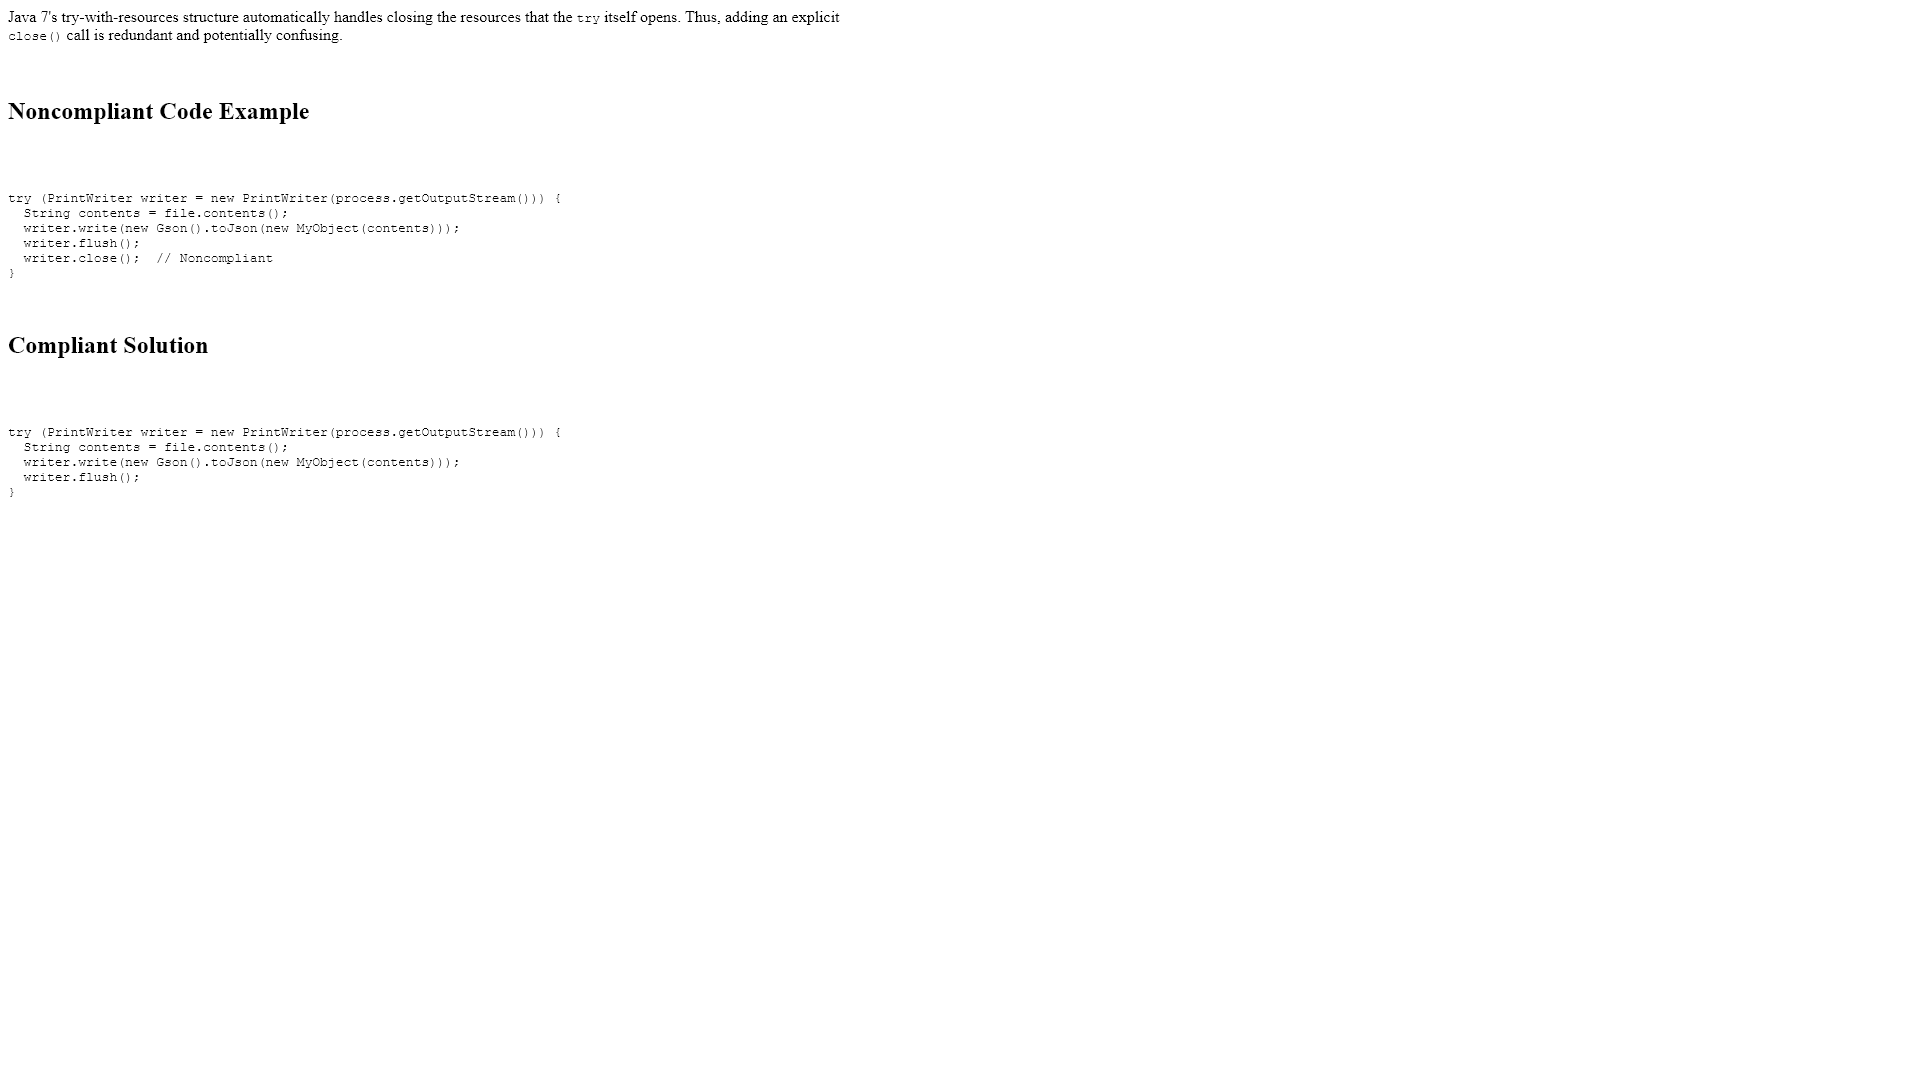 Java 7's try-with-resources structure automatically handles closing the resources that the try itself opens. Thus, adding an explicit
close() call is redundant and potentially confusing.
Noncompliant Code Example
try (PrintWriter writer = new PrintWriter(process.getOutputStream())) {
  String contents = file.contents();
  writer.write(new Gson().toJson(new MyObject(contents)));
  writer.flush();
  writer.close();  // Noncompliant
}
Compliant Solution
try (PrintWriter writer = new PrintWriter(process.getOutputStream())) {
  String contents = file.contents();
  writer.write(new Gson().toJson(new MyObject(contents)));
  writer.flush();
}